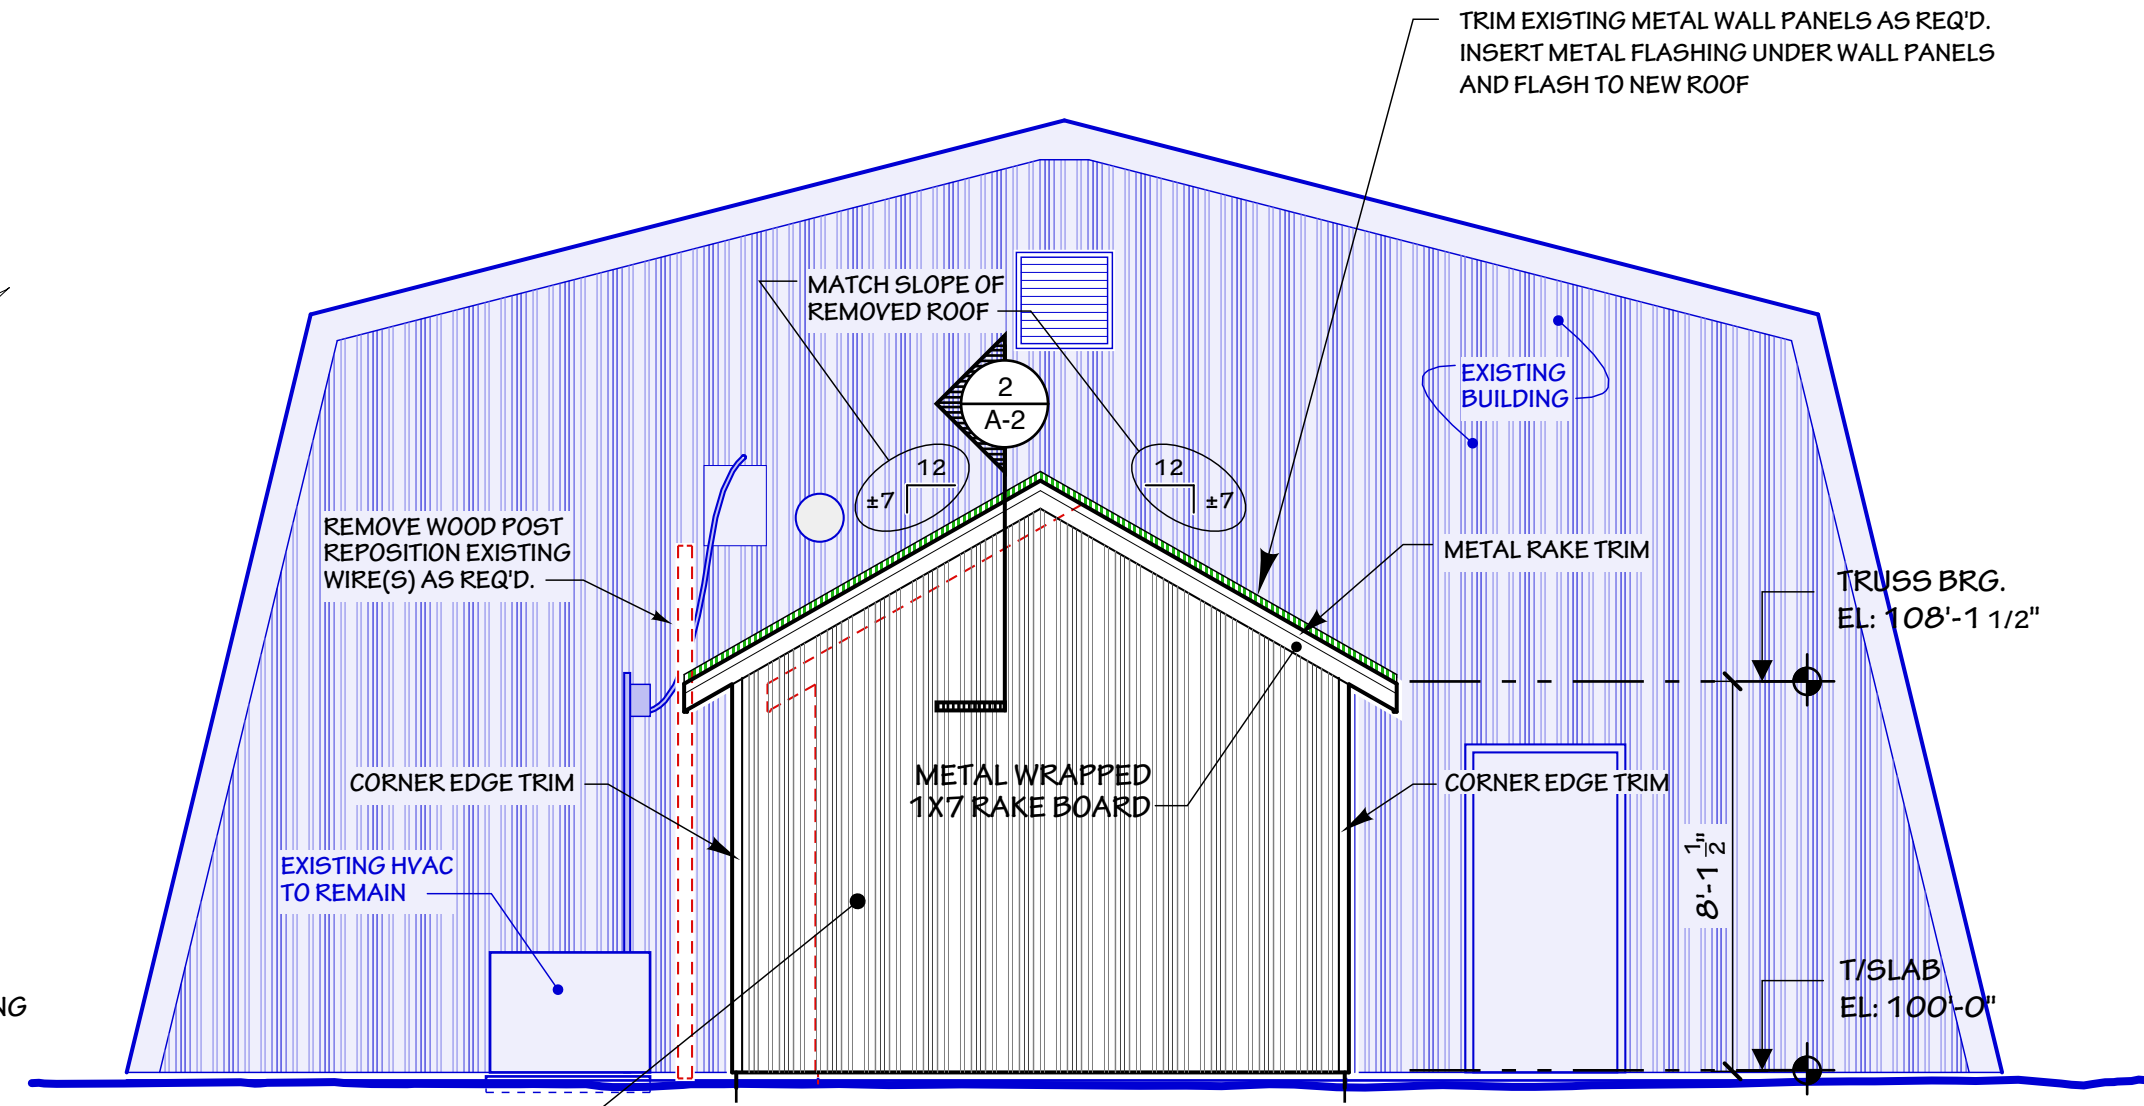 TRIM EXISTING METAL WALL PANELS AS REQ'D.
INSERT METAL FLASHING UNDER WALL PANELS
AND FLASH TO NEW ROOF
MATCH SLOPE OF
REMOVED ROOF
2
A-2
12
±7
12
±7
EXISTING
BUILDING
REMOVE WOOD POST
REPOSITION EXISTING
WIRE(S) AS REQ'D.
METAL RAKE TRIM
TRUSS BRG.
EL: 108'-1 1/2"
CORNER EDGE TRIM
METAL WRAPPED
1X7 RAKE BOARD
CORNER EDGE TRIM
8'-1 1/2"
EXISTING HVAC
TO REMAIN
T/SLAB
EL: 100'-0"
NG